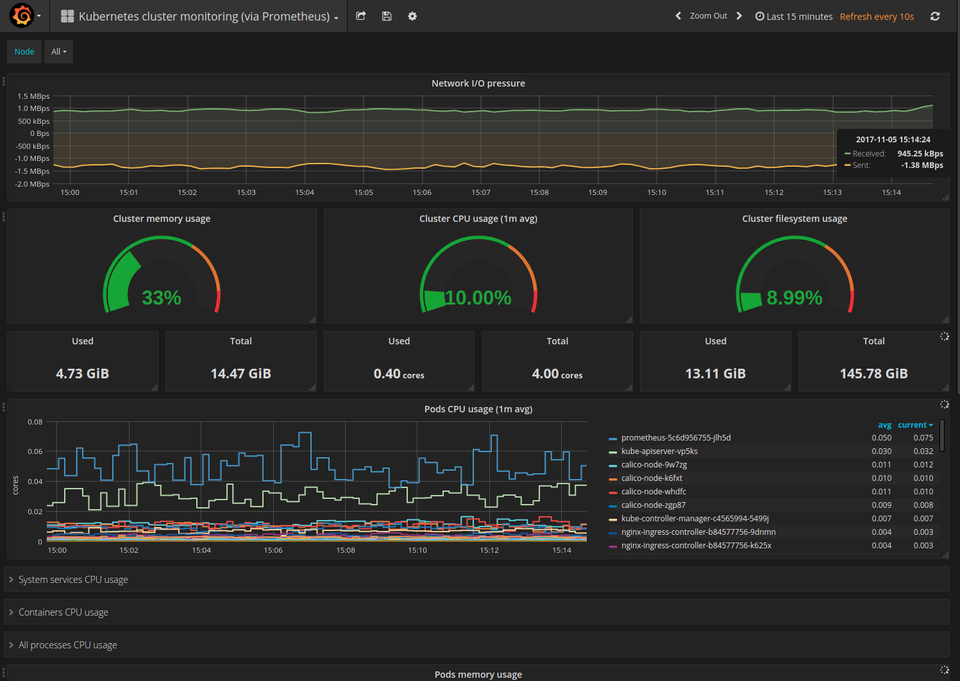 Kubernetes cluster monitoring (via Prometheus)
Zoom Out
Last 15 minutes
Refresh every 10s
Node
All
Network I/O pressure
1.5 MBps
1.0 MBps
500 kBps
0 Bps
-500 kBps
-1.0 MBps
-1.5 MBps
-2.0 MBps
15:00 15:01 15:02 15:03 15:04 15:05 15:06 15:07 15:08 15:09 15:10 15:11 15:12 15:13 15:14
2017-11-05 15:14:24
Received: 945.25 kBps
Sent: -1.38 MBps
Cluster memory usage
33%
Cluster CPU usage (1m avg)
10.00%
Cluster filesystem usage
8.99%
Used
4.73 GiB
Total
14.47 GiB
Used
0.40 cores
Total
4.00 cores
Used
13.11 GiB
Total
145.78 GiB
Pods CPU usage (1m avg)
cores
0.08
0.06
0.04
0.02
0
15:00 15:02 15:04 15:06 15:08 15:10 15:12 15:14
avg current
prometheus-5c6d956755-jlh5d 0.050 0.075
kube-apiserver-vp5ks 0.030 0.032
calico-node-9w7zg 0.011 0.012
calico-node-k6fxt 0.010 0.010
calico-node-whdfc 0.011 0.010
calico-node-zgp87 0.009 0.008
kube-controller-manager-c4565994-5499j 0.007 0.007
nginx-ingress-controller-b84577756-9dnmn 0.004 0.003
nginx-ingress-controller-b84577756-k625x 0.004 0.003
System services CPU usage
Containers CPU usage
All processes CPU usage
Pods memory usage